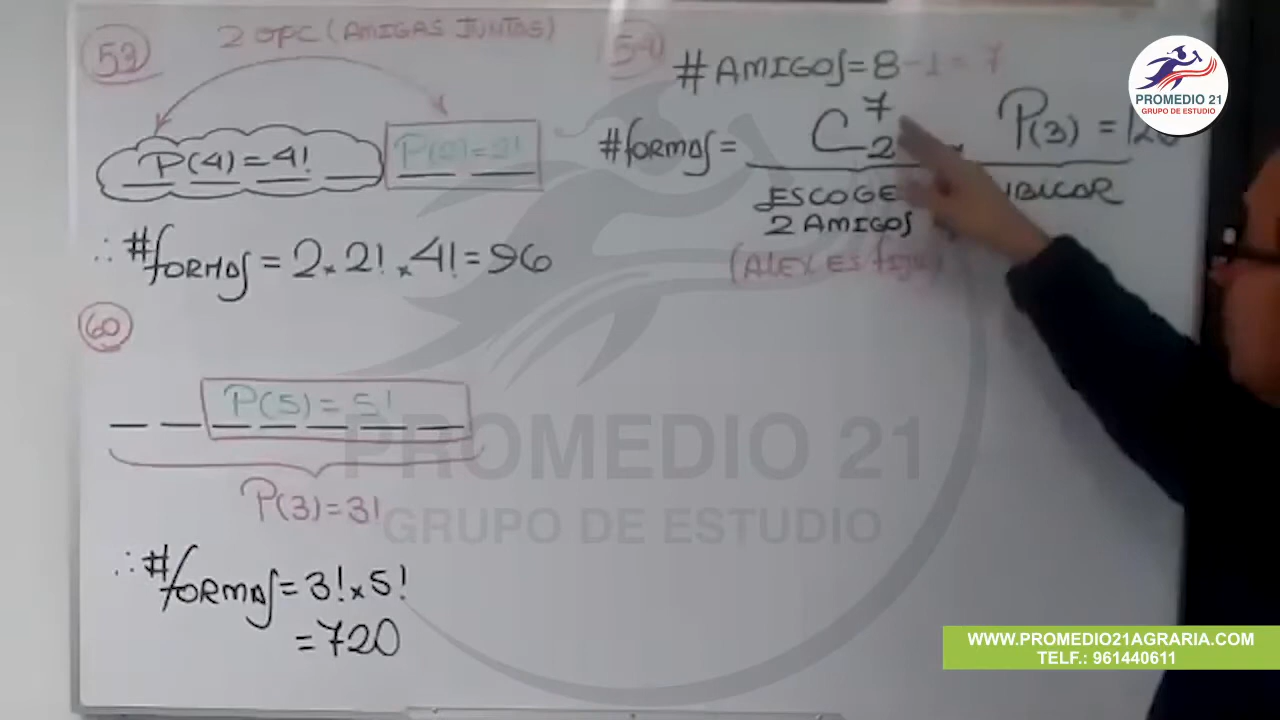 53
2 OPC (AMIGAS JUNTAS)
P(4)=4!
P(2)=2!
∴ #formas = 2 x 2! x 4! = 96
60
P(5)=5!
P(3)=3!
∴ #formas = 3! x 5!
= 720
#AMIGOS = 8 - 1 = 7
#formas = C 7 2 . P(3) = 12
ESCOGE
2 AMIGOS
UBICAR
(ALEX ES fijo)
PROMEDIO 21
GRUPO DE ESTUDIO
PROMEDIO 21
GRUPO DE ESTUDIO
WWW.PROMEDIO21AGRARIA.COM
TELF.: 961440611